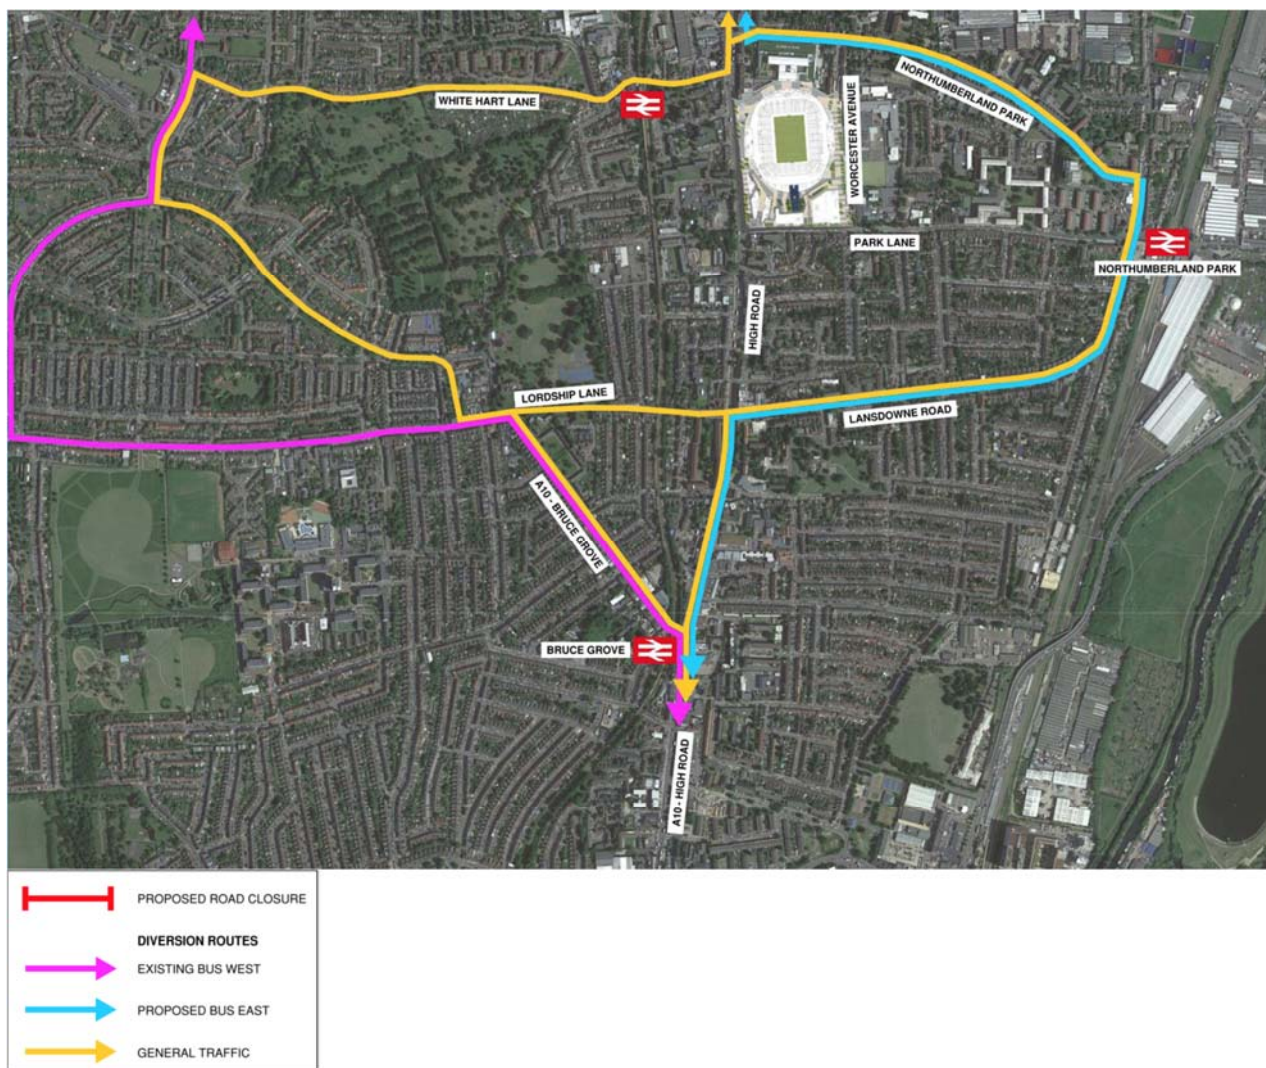 WHITE HART LANE
NORTHUMBERLAND PARK
WORCESTER AVENUE
PARK LANE
NORTHUMBERLAND PARK
HIGH ROAD
LORDSHIP LANE
LANSDOWNE ROAD
A10 - BRUCE GROVE
BRUCE GROVE
A10 - HIGH ROAD
PROPOSED ROAD CLOSURE
DIVERSION ROUTES
EXISTING BUS WEST
PROPOSED BUS EAST
GENERAL TRAFFIC